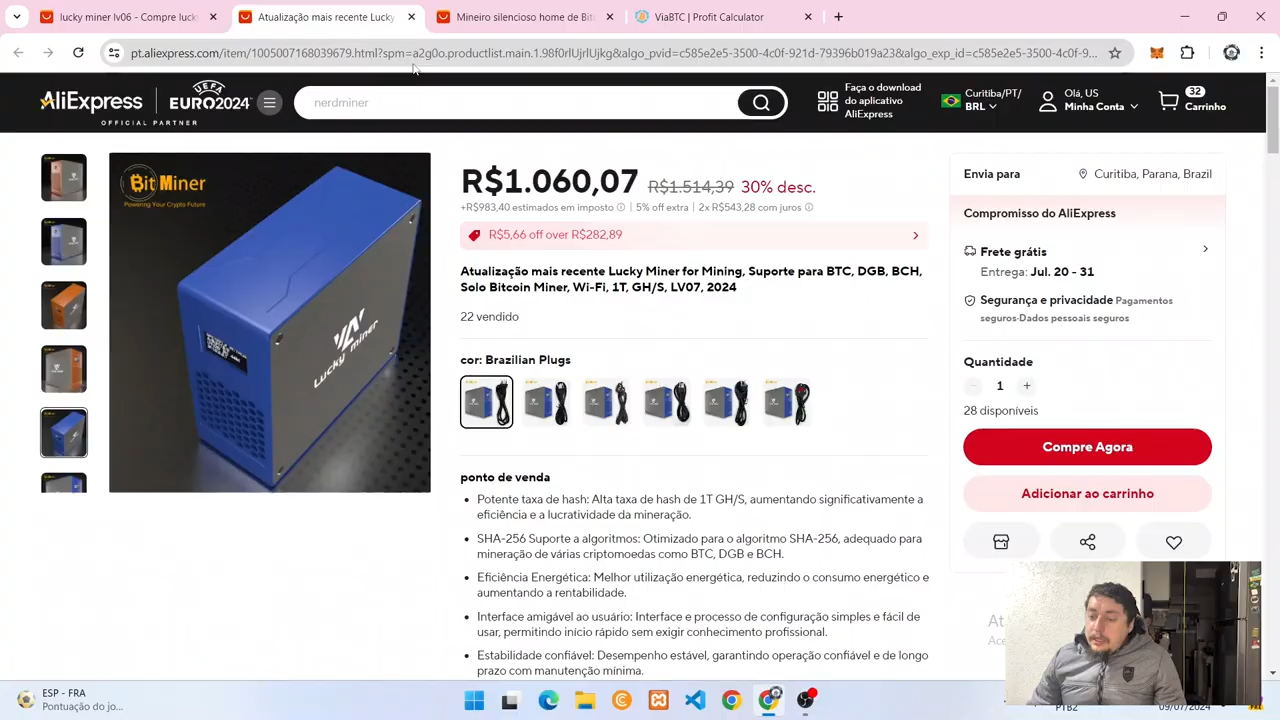 lucky miner lv06 - Compre lucky
Atualização mais recente Lucky
Mineiro silencioso home de Bit
ViaBTC | Profit Calculator
pt.aliexpress.com/item/1005007168039679.html?spm=a2g0o.productlist.main.1.98f0rlUjrlUjkg&algo_pvid=c585e2e5-3500-4c0f-921d-79396b019a23&algo_exp_id=c585e2e5-3500-4c0f-9...
AliExpress
UEFA
EURO2024
OFFICIAL PARTNER
nerdminer
Faça o download
do aplicativo
AliExpress
Curitiba/PT/
BRL
Olá, US
Minha Conta
32
Carrinho
Bit Miner
Powering Your Crypto Future
Lucky miner
R$1.060,07 R$1.514,39 30% desc.
+R$983,40 estimados em imposto | 5% off extra | 2x R$543,28 com juros
R$5,66 off over R$282,89
Atualização mais recente Lucky Miner for Mining, Suporte para BTC, DGB, BCH,
Solo Bitcoin Miner, Wi-Fi, 1T, GH/S, LV07, 2024
22 vendido
cor: Brazilian Plugs
ponto de venda
Potente taxa de hash: Alta taxa de hash de 1T GH/S, aumentando significativamente a
eficiência e a lucratividade da mineração.
SHA-256 Suporte a algoritmos: Otimizado para o algoritmo SHA-256, adequado para
mineração de várias criptomoedas como BTC, DGB e BCH.
Eficiência Energética: Melhor utilização energética, reduzindo o consumo energético e
aumentando a rentabilidade.
Interface amigável ao usuário: Interface e processo de configuração simples e fácil de
usar, permitindo início rápido sem exigir conhecimento profissional.
Estabilidade confiável: Desempenho estável, garantindo operação confiável e de longo
prazo com manutenção mínima.
Envia para
Curitiba, Parana, Brazil
Compromisso do AliExpress
Frete grátis
Entrega: Jul. 20 - 31
Segurança e privacidade Pagamentos
seguros·Dados pessoais seguros
Quantidade
1
28 disponíveis
Compre Agora
Adicionar ao carrinho
ESP - FRA
Pontuação do jo...
PTB2
09/07/2024